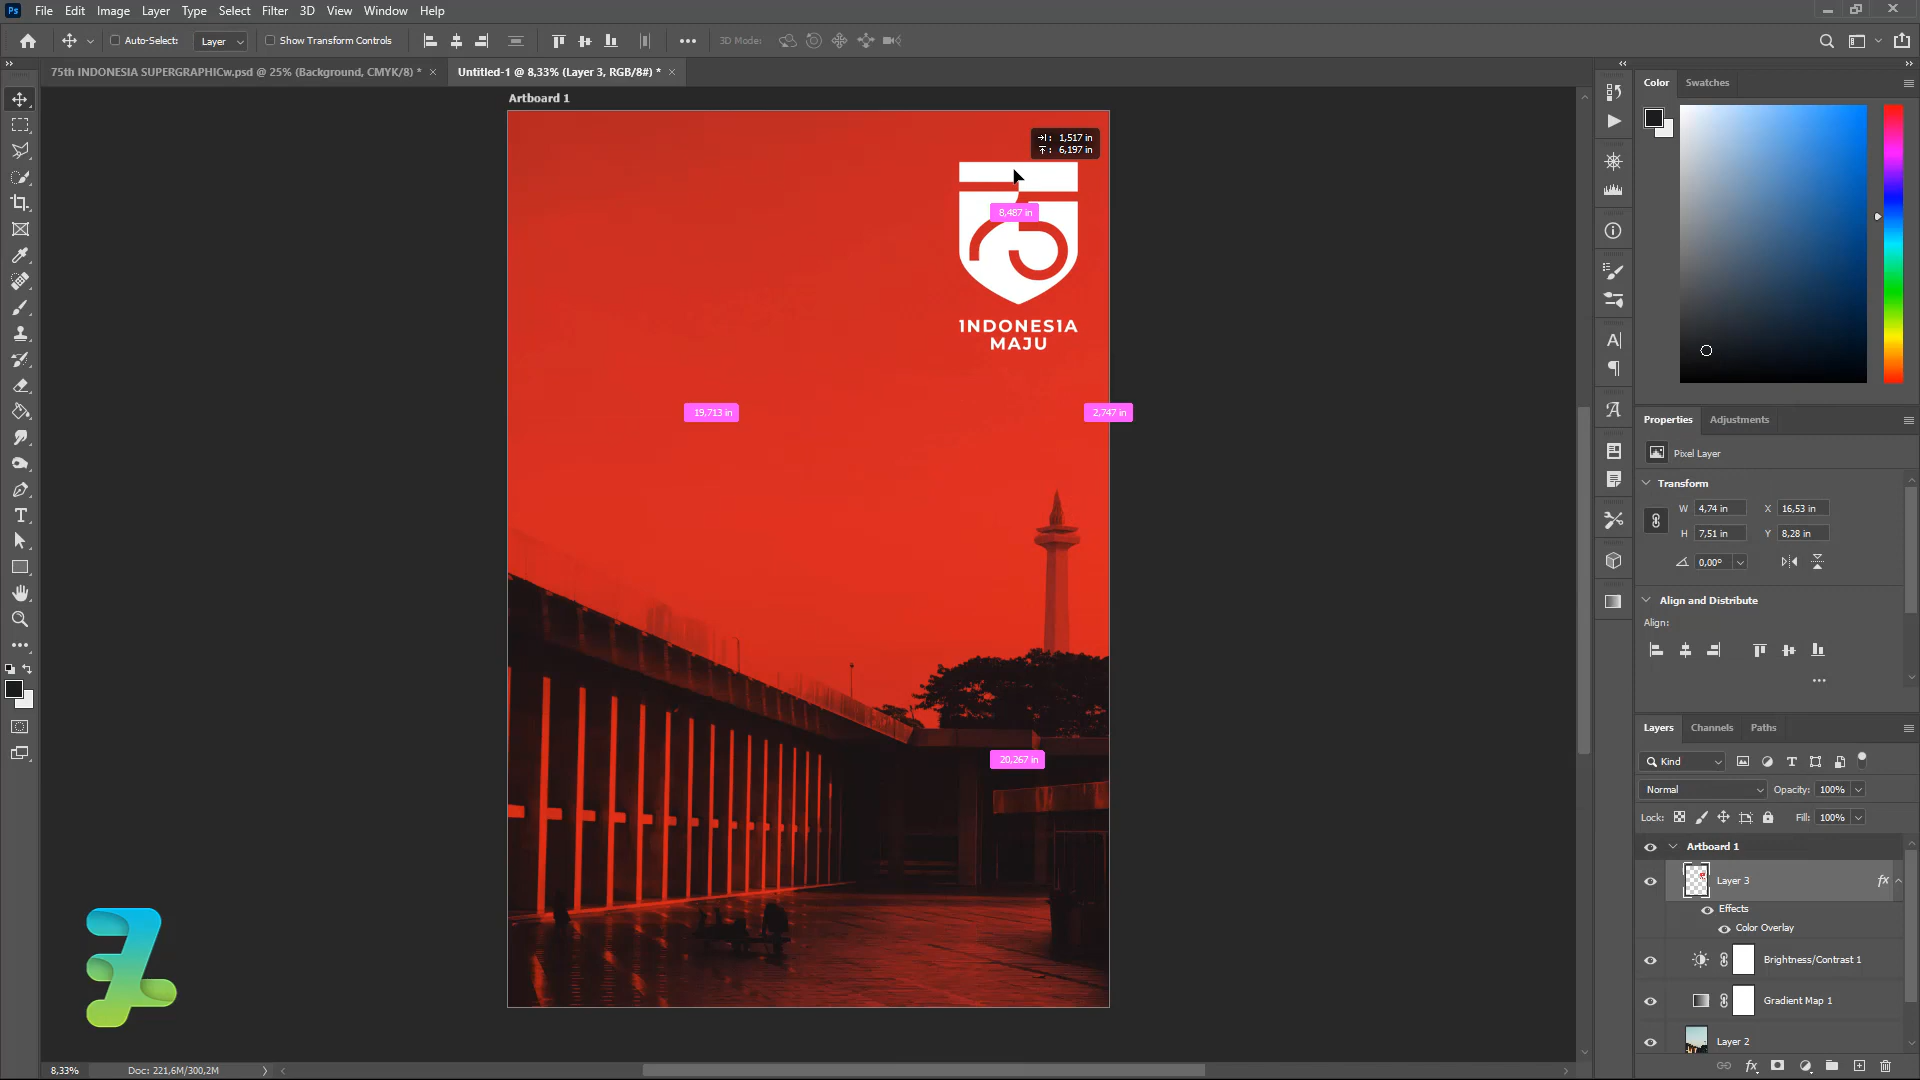 Ps File Edit Image Layer Type Select Filter 3D View Window Help
Auto-Select: Layer Show Transform Controls 3D Mode:
75th INDONESIA SUPERGRAPHICw.psd @ 25% (Background, CMYK/8) * × Untitled-1 @ 8,33% (Layer 3, RGB/8#) * ×
Artboard 1
1,517 in
6,197 in
8,487 in
1NDONES1A
MAJU
19,713 in
2,747 in
20,267 in
Color Swatches
Properties Adjustments
Pixel Layer
Transform
W 4,74 in X 16,53 in
H 7,51 in Y 8,28 in
0,00°
Align and Distribute
Align:
Layers Channels Paths
Kind
Normal Opacity: 100%
Lock: Fill: 100%
Artboard 1
Layer 3 fx
Effects
Color Overlay
Brightness/Contrast 1
Gradient Map 1
Layer 2
8,33% Doc: 221,6M/300,2M